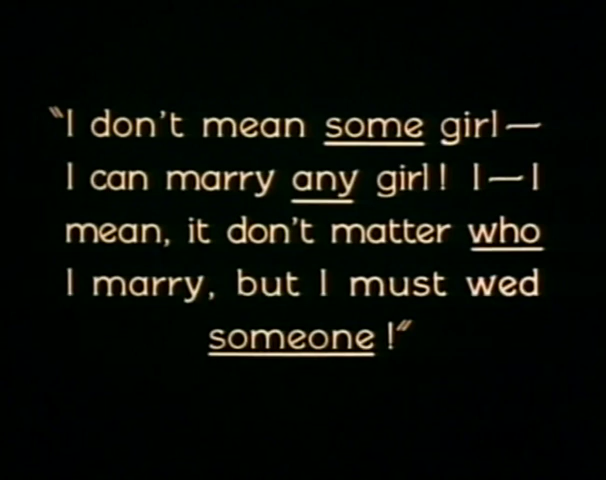 "I don't mean some girl—
I can marry any girl! I—I
mean, it don't matter who
I marry, but I must wed
someone!"